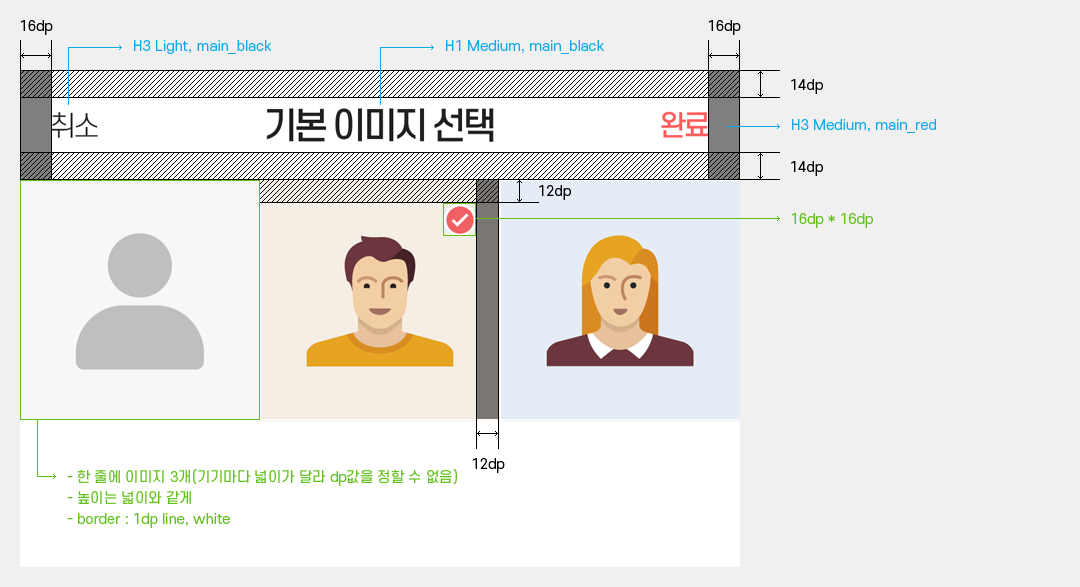 16dp
16dp
H3 Light, main_black
H1 Medium, main_black
14dp
취소
기본 이미지 선택
완료
H3 Medium, main_red
14dp
12dp
16dp * 16dp
12dp
- 한 줄에 이미지 3개(기기마다 넓이가 달라 dp값을 정할 수 없음)
- 높이는 넓이와 같게
- border : 1dp line, white